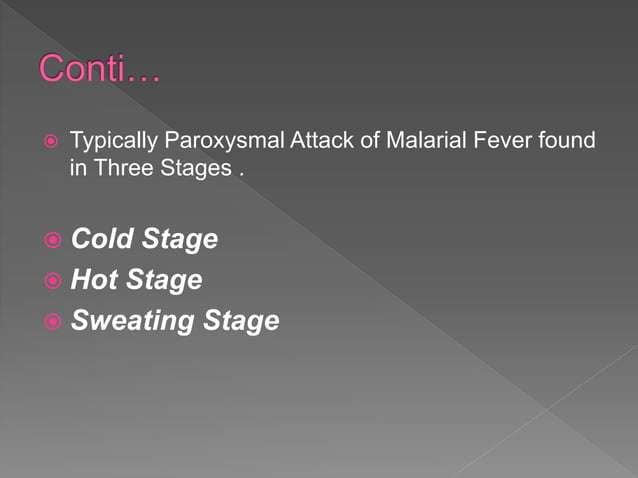 Conti…
Typically Paroxysmal Attack of Malarial Fever found
in Three Stages .
Cold Stage
Hot Stage
Sweating Stage